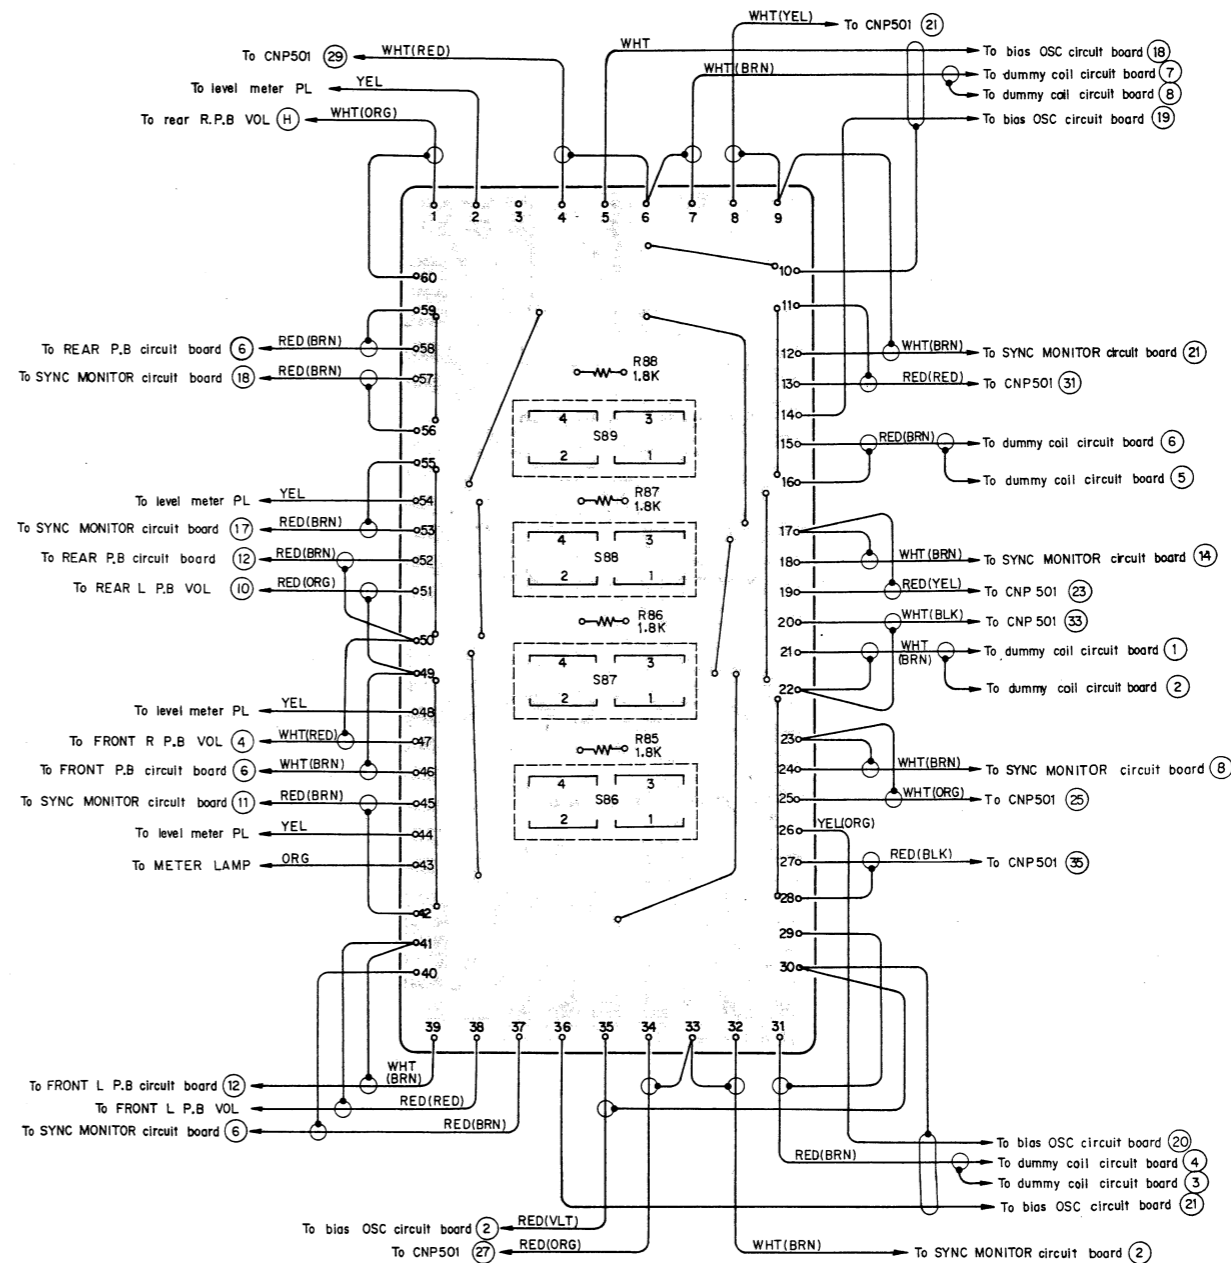 WHT(YEL) To CNP501 21
To CNP501 29 WHT(RED)
WHT To bias OSC circuit board 18
To level meter PL YEL
WHT(BRN) To dummy coil circuit board 7
To dummy coil circuit board 8
To rear R.P.B VOL H WHT(ORG)
To bias OSC circuit board 19
1 2 3 4 5 6 7 8 9
60 10
59 11
To REAR P.B circuit board 6 RED(BRN) 58
12 WHT(BRN) To SYNC MONITOR circuit board 21
To SYNC MONITOR circuit board 18 RED(BRN) 57
R88
1.8K
13 RED(RED) To CNP501 31
56 14
4 3
S89
2 1
15 RED(BRN) To dummy coil circuit board 6
55
16 To dummy coil circuit board 5
To level meter PL YEL 54
R87
1.8K
To SYNC MONITOR circuit board 17 RED(BRN) 53
17
4 3
S88
2 1
To REAR P.B circuit board 12 RED(BRN) 52
18 WHT(BRN) To SYNC MONITOR circuit board 14
To REAR L P.B VOL 10 RED(ORG) 51
19 RED(YEL) To CNP 501 23
R86
1.8K
20 WHT(BLK) To CNP 501 33
50
21 WHT (BRN) To dummy coil circuit board 1
49
4 3
S87
2 1
22 To dummy coil circuit board 2
To level meter PL YEL 48
To FRONT R P.B VOL 4 WHT(RED) 47
R85
1.8K
23
To FRONT P.B circuit board 6 WHT(BRN) 46
24 WHT(BRN) To SYNC MONITOR circuit board 8
To SYNC MONITOR circuit board 11 RED(BRN) 45
4 3
S86
2 1
25 WHT(ORG) To CNP501 25
To level meter PL YEL 44
26 YEL(ORG)
To METER LAMP ORG 43
27 RED(BLK) To CNP501 35
42 28
41 29
40 30
39 38 37 36 35 34 33 32 31
To FRONT L P.B circuit board 12 WHT (BRN)
To FRONT L P.B VOL RED(RED)
To SYNC MONITOR circuit board 6 RED(BRN)
To bias OSC circuit board 20
RED(BRN) To dummy coil circuit board 4
To dummy coil circuit board 3
To bias OSC circuit board 21
To bias OSC circuit board 2 RED(VLT)
To CNP501 27 RED(ORG)
WHT(BRN) To SYNC MONITOR circuit board 2